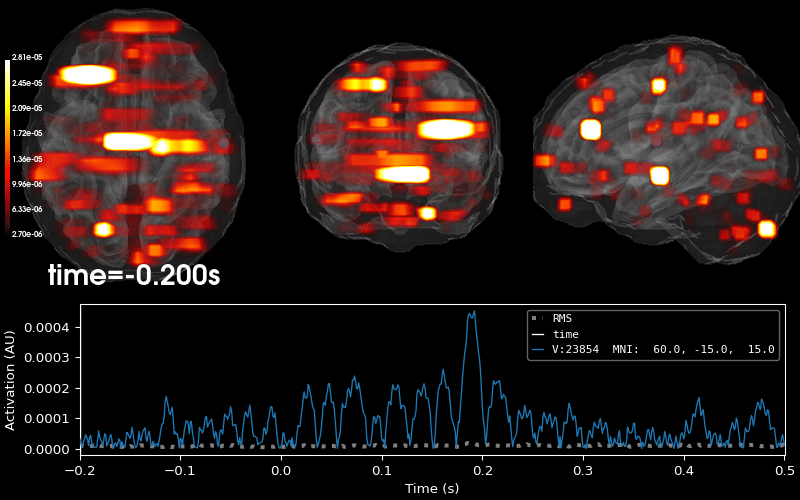 2.81e-05
2.45e-05
2.09e-05
1.72e-05
1.36e-05
9.96e-06
6.33e-06
2.70e-06
time=-0.200s
Activation (AU)
0.0004
0.0003
0.0002
0.0001
0.0000
RMS
time
V:23854 MNI: 60.0, -15.0, 15.0
−0.2 −0.1 0.0 0.1 0.2 0.3 0.4 0.5
Time (s)